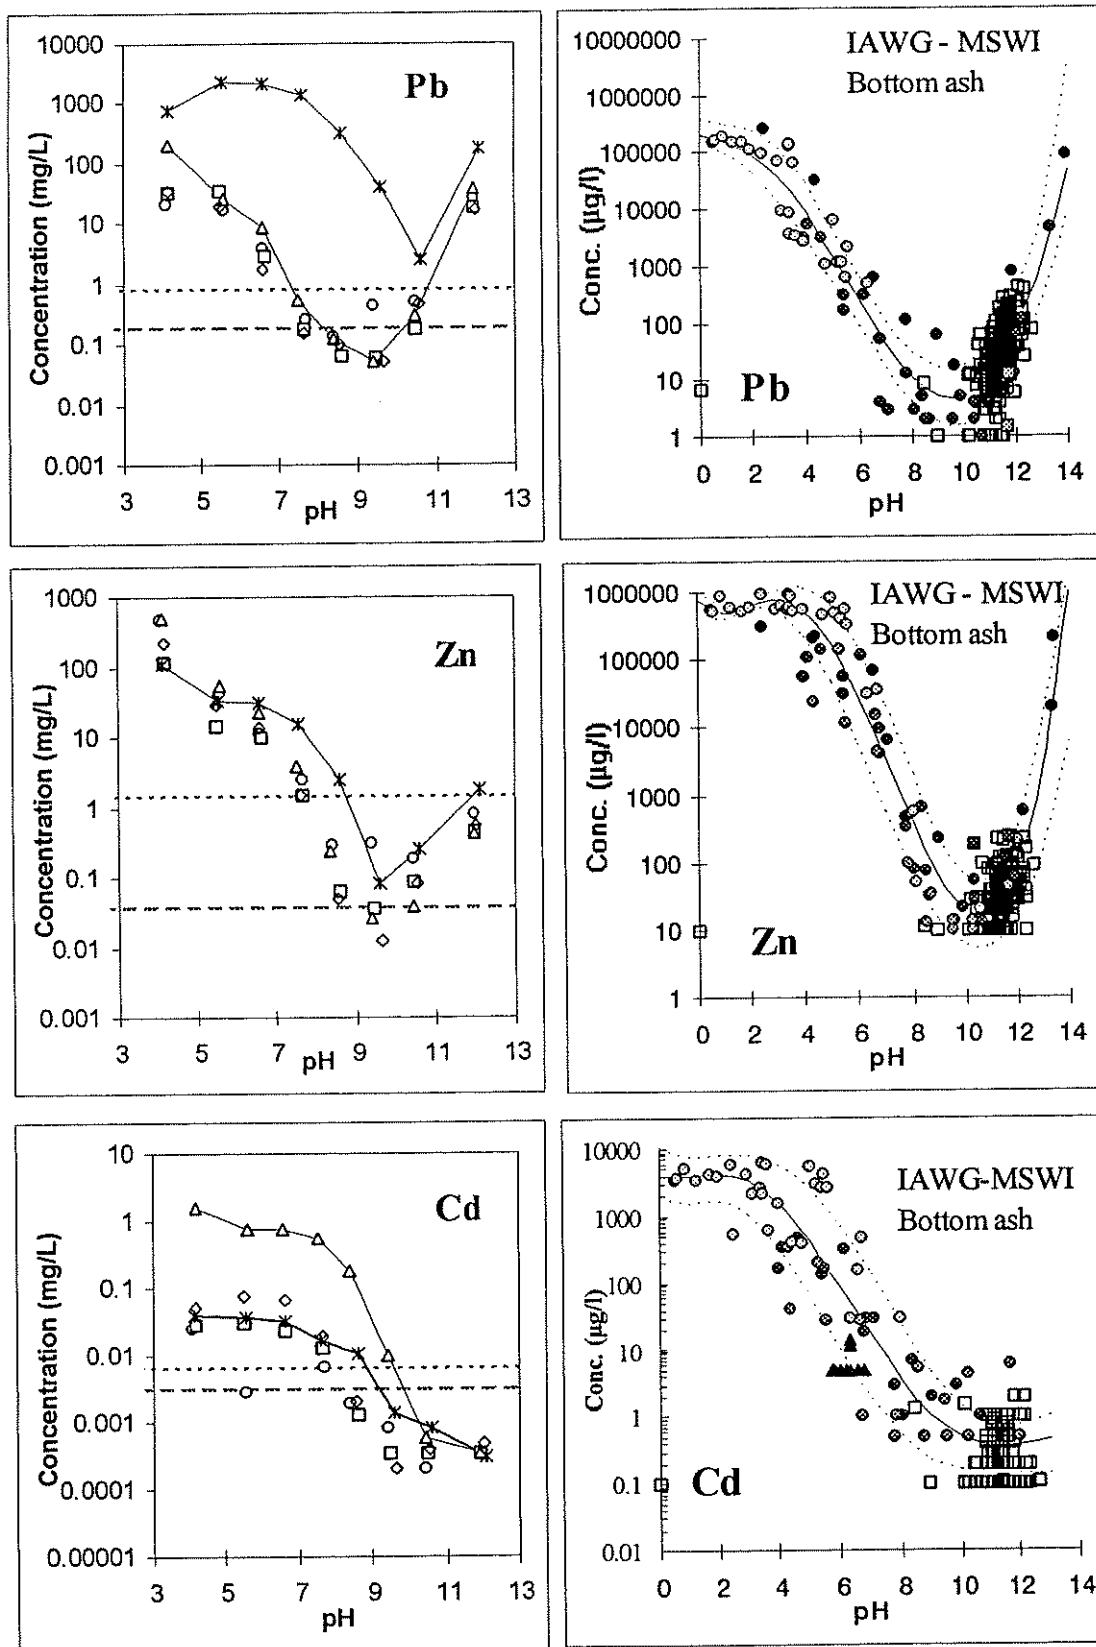 10000
1000
100
10
1
0.1
0.01
0.001
Concentration (mg/L)
Pb
3 5 7 9 11 13
pH
10000000
1000000
100000
10000
1000
100
10
1
Conc. (µg/l)
IAWG - MSWI
Bottom ash
Pb
0 2 4 6 8 10 12 14
pH
1000
100
10
1
0.1
0.01
0.001
Concentration (mg/L)
Zn
3 5 7 9 11 13
pH
1000000
100000
10000
1000
100
10
1
Conc. (µg/l)
IAWG - MSWI
Bottom ash
Zn
0 2 4 6 8 10 12 14
pH
10
1
0.1
0.01
0.001
0.0001
0.00001
Concentration (mg/L)
Cd
3 5 7 9 11 13
pH
10000
1000
100
10
1
0.1
0.01
Conc. (µg/l)
IAWG-MSWI
Bottom ash
Cd
0 2 4 6 8 10 12 14
pH